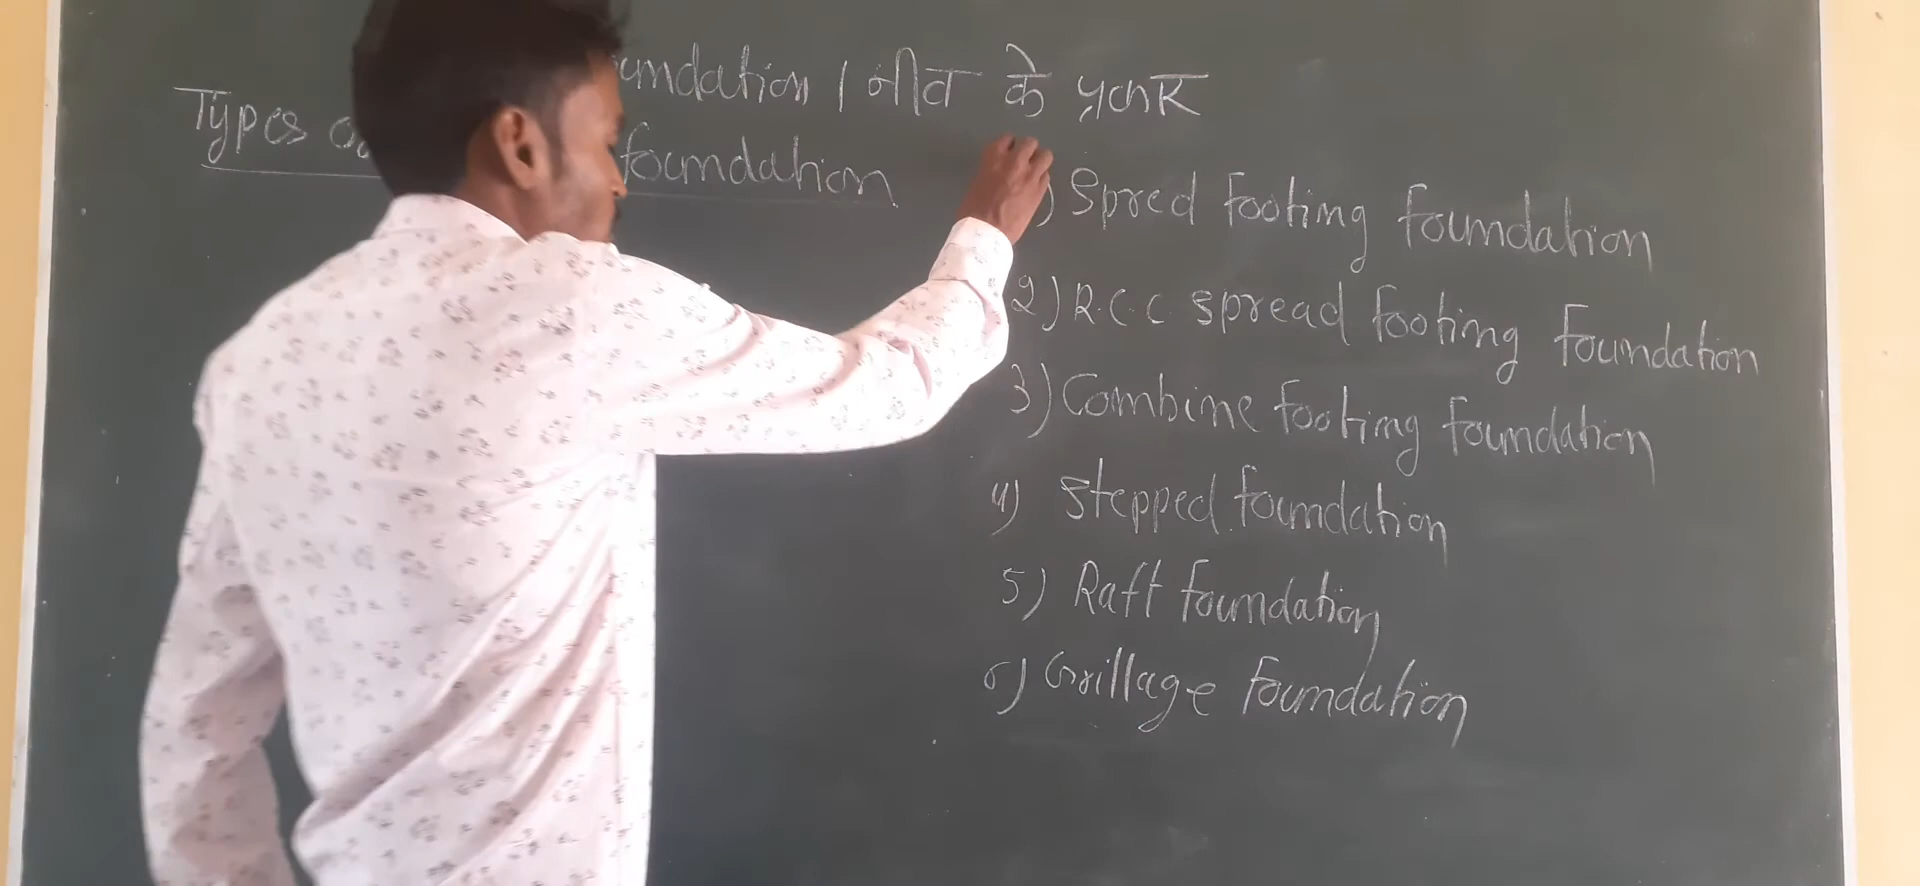 Types
undation / नीव के प्रकार
foundation
) Spred footing foundation
2) R.C.C. spread footing foundation
3) Combine footing foundation
4) stepped foundation
5) Raft foundation
6) Grillage foundation